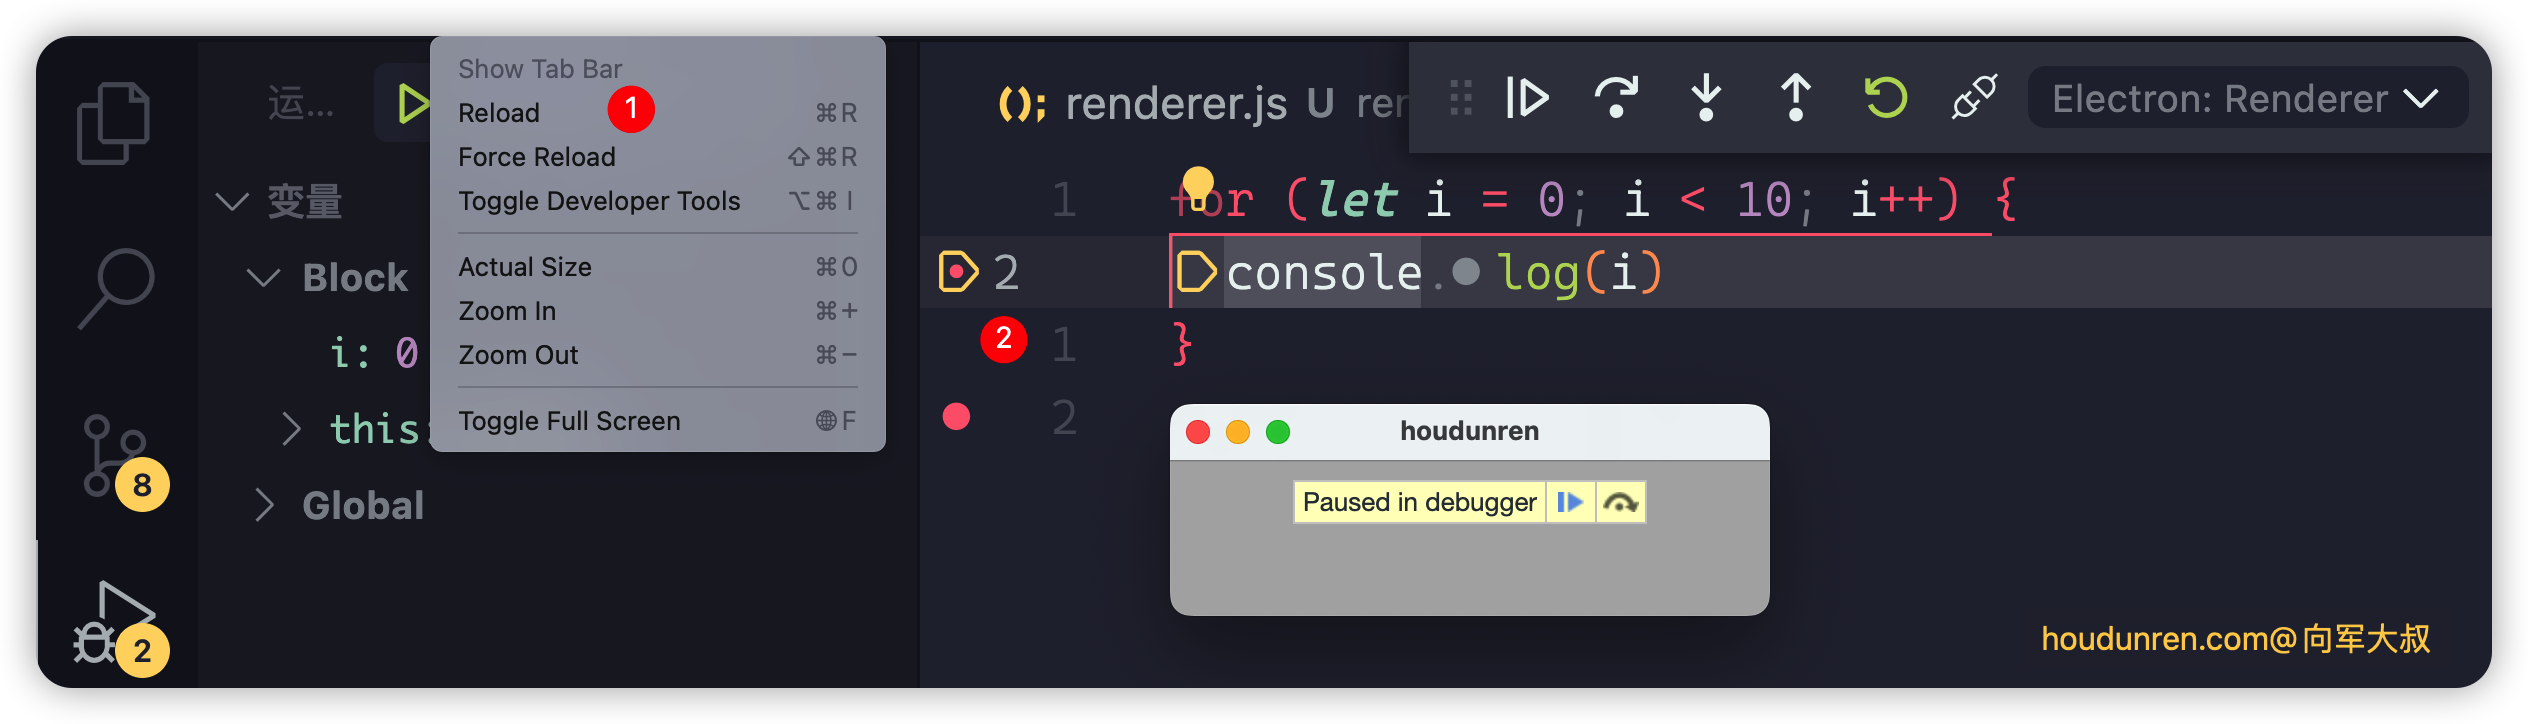 运...
变量
Block
i: 0
this:
Global
8
2
Show Tab Bar
Reload ⌘R
1
Force Reload ⇧⌘R
Toggle Developer Tools ⌥⌘I
Actual Size ⌘0
Zoom In ⌘+
Zoom Out ⌘−
Toggle Full Screen 🌐F
renderer.js U rer
Electron: Renderer
1 for (let i = 0; i < 10; i++) {
2 console.log(i)
2
1 }
2
houdunren
Paused in debugger
houdunren.com@向军大叔